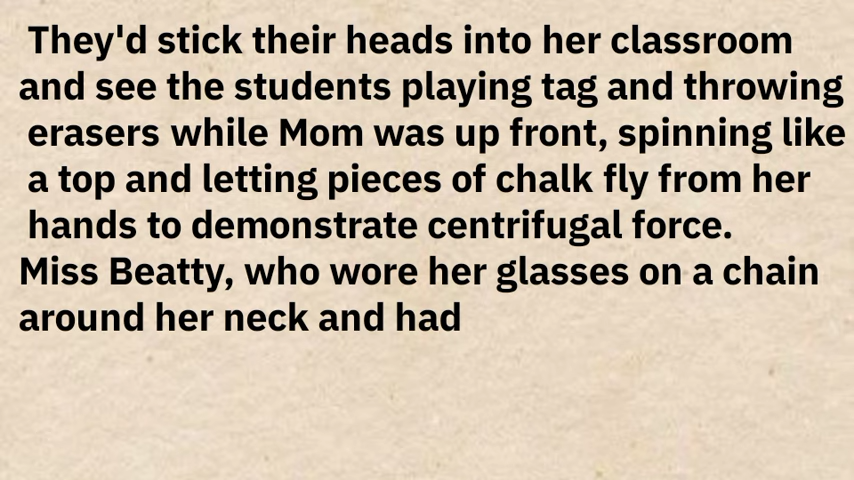 They'd stick their heads into her classroom
and see the students playing tag and throwing
erasers while Mom was up front, spinning like
a top and letting pieces of chalk fly from her
hands to demonstrate centrifugal force.
Miss Beatty, who wore her glasses on a chain
around her neck and had